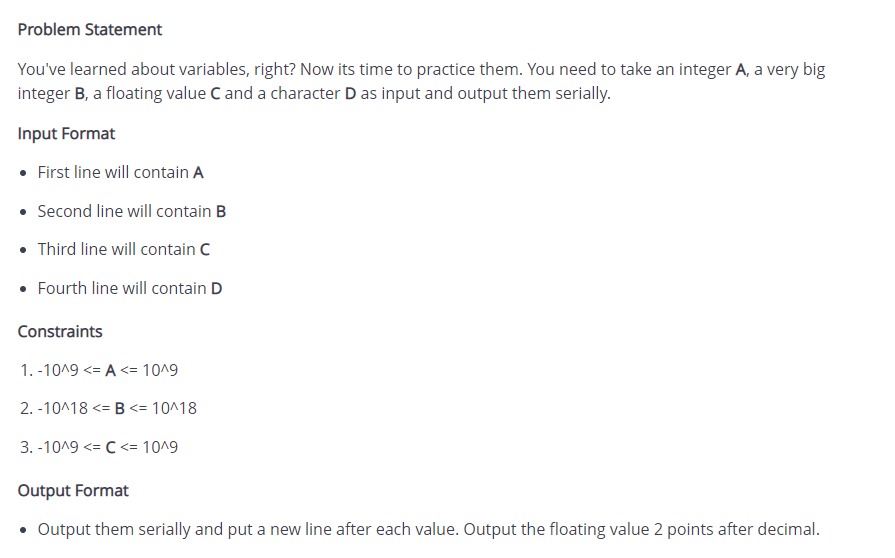 Problem Statement
You've learned about variables, right? Now its time to practice them. You need to take an integer A, a very big
integer B, a floating value C and a character D as input and output them serially.
Input Format
• First line will contain A
• Second line will contain B
• Third line will contain C
• Fourth line will contain D
Constraints
1. -10^9 <= A <= 10^9
2. -10^18 <= B <= 10^18
3. -10^9 <= C <= 10^9
Output Format
• Output them serially and put a new line after each value. Output the floating value 2 points after decimal.